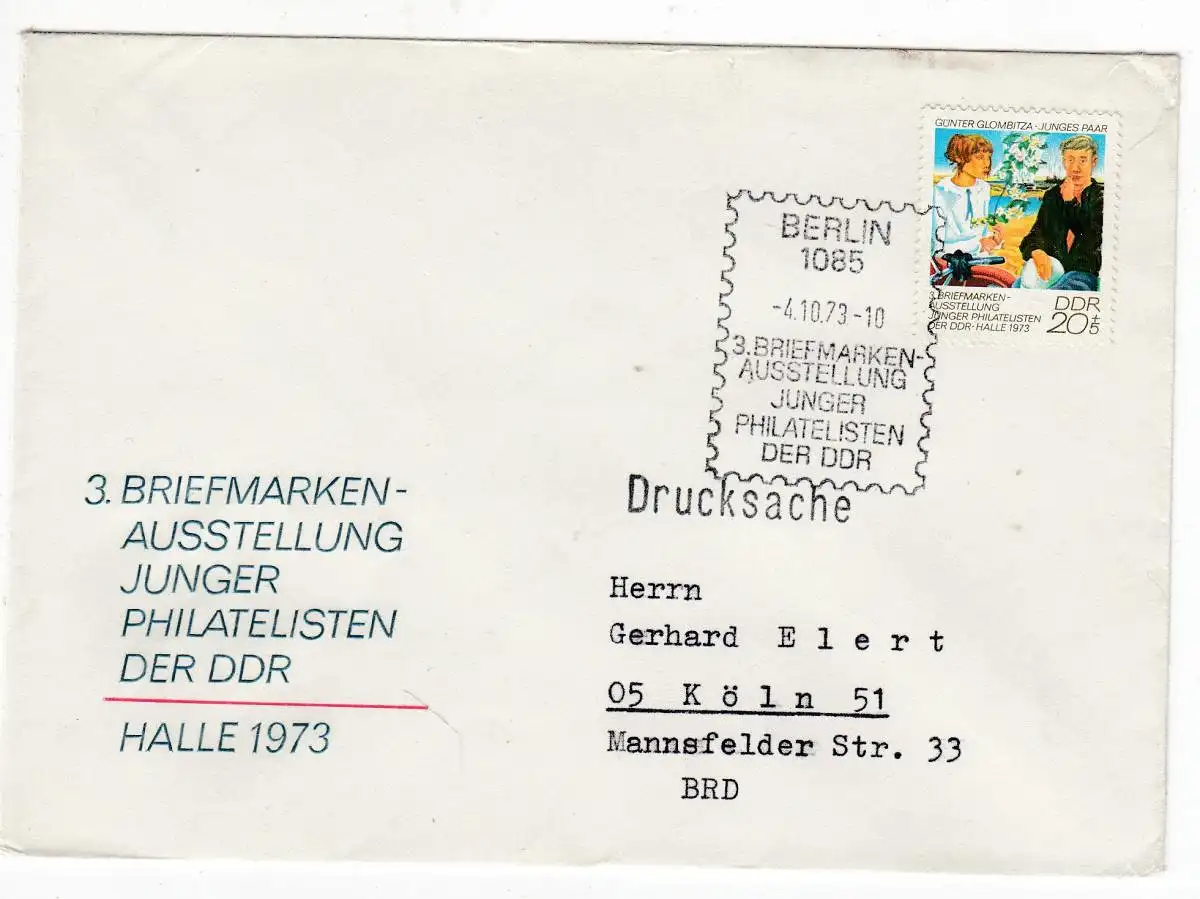 GÜNTER GLOMBITZA · JUNGES PAAR
3. BRIEFMARKEN-
AUSSTELLUNG
JUNGER PHILATELISTEN
DER DDR · HALLE 1973
DDR
20+5
BERLIN
1085
-4.10.73-10
3. BRIEFMARKEN-
AUSSTELLUNG
JUNGER
PHILATELISTEN
DER DDR
Drucksache
3. BRIEFMARKEN-
AUSSTELLUNG
JUNGER
PHILATELISTEN
DER DDR
HALLE 1973
Herrn
Gerhard E l e r t
05 K ö l n 51
Mannsfelder Str. 33
BRD